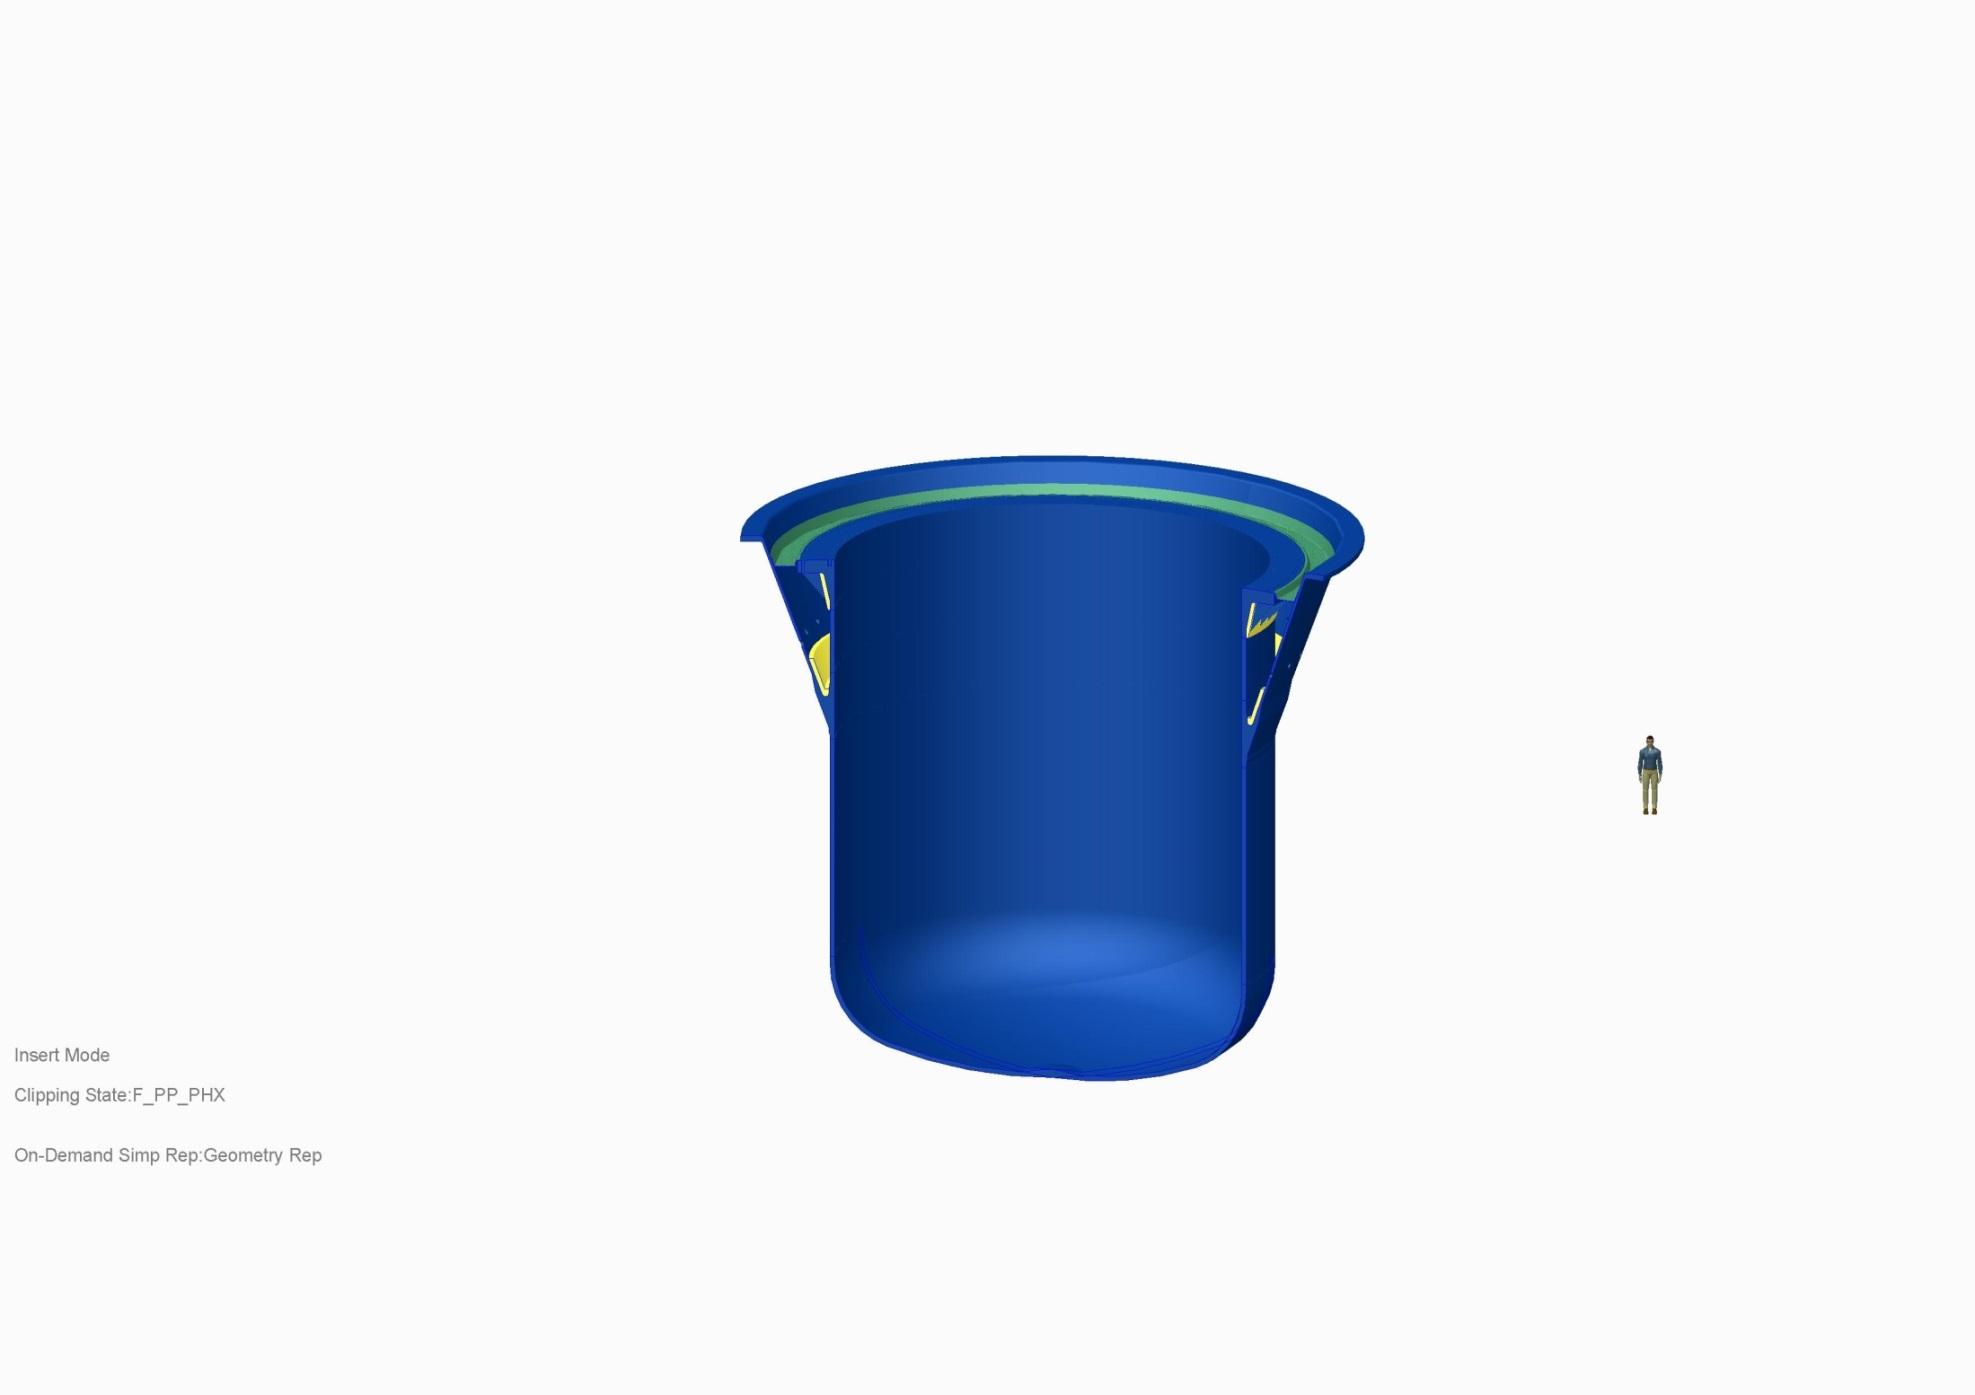 Insert Mode
Clipping State:F_PP_PHX
On-Demand Simp Rep:Geometry Rep